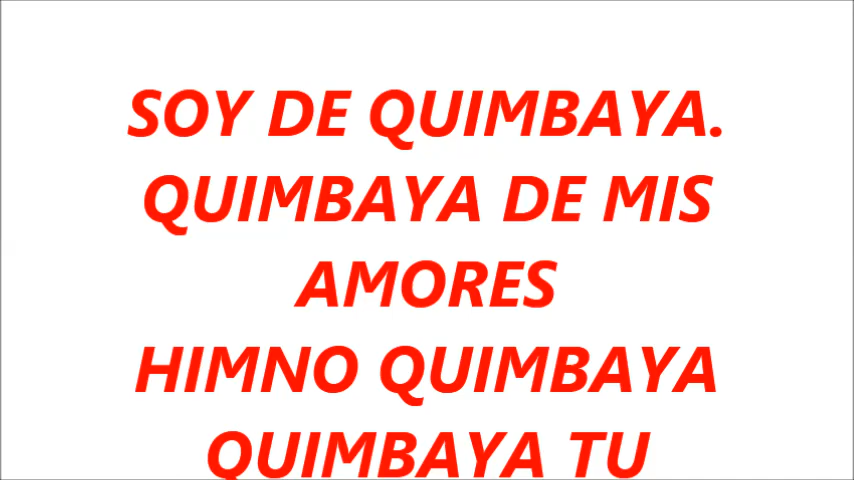 SOY DE QUIMBAYA.
QUIMBAYA DE MIS
AMORES
HIMNO QUIMBAYA
QUIMBAYA TU